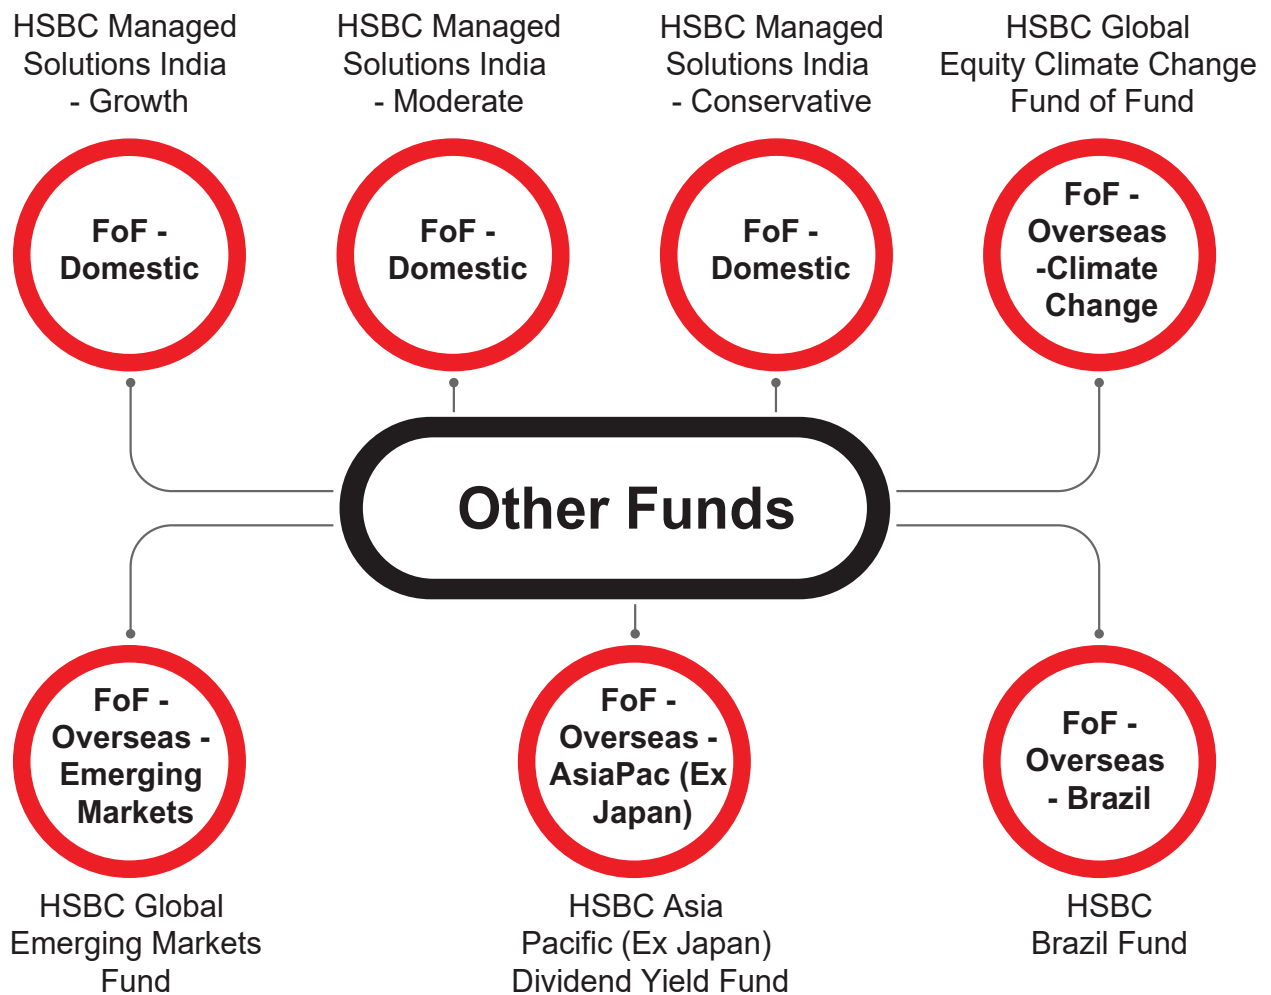 HSBC Managed
Solutions India
- Growth
HSBC Managed
Solutions India
- Moderate
HSBC Managed
Solutions India
- Conservative
HSBC Global
Equity Climate Change
Fund of Fund
FoF -
Domestic
FoF -
Domestic
FoF -
Domestic
FoF -
Overseas
-Climate
Change
Other Funds
FoF -
Overseas -
Emerging
Markets
FoF -
Overseas -
AsiaPac (Ex
Japan)
FoF -
Overseas
- Brazil
HSBC Global
Emerging Markets
Fund
HSBC Asia
Pacific (Ex Japan)
Dividend Yield Fund
HSBC
Brazil Fund